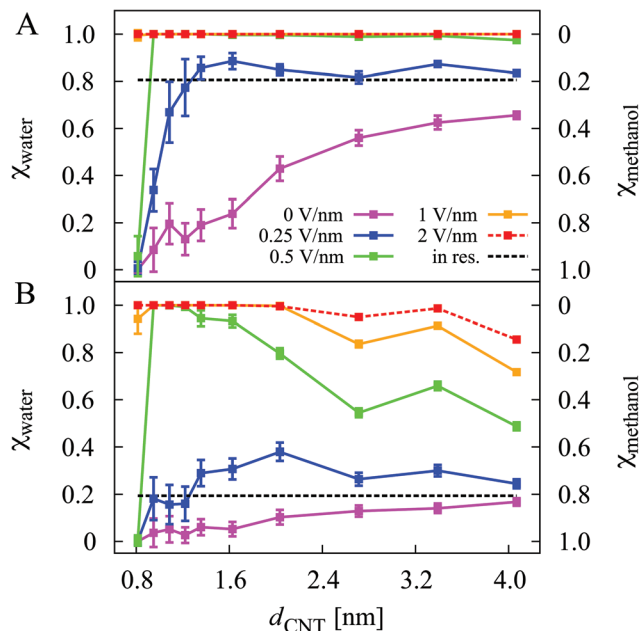 A
1.0
0.8
0.6
0.4
0.2
0
χwater
0
0.2
0.4
0.6
0.8
1.0
χmethanol
0 V/nm
0.25 V/nm
0.5 V/nm
1 V/nm
2 V/nm
in res.
B
1.0
0.8
0.6
0.4
0.2
0
χwater
0
0.2
0.4
0.6
0.8
1.0
χmethanol
0.8
1.6
2.4
3.2
4.0
dCNT [nm]